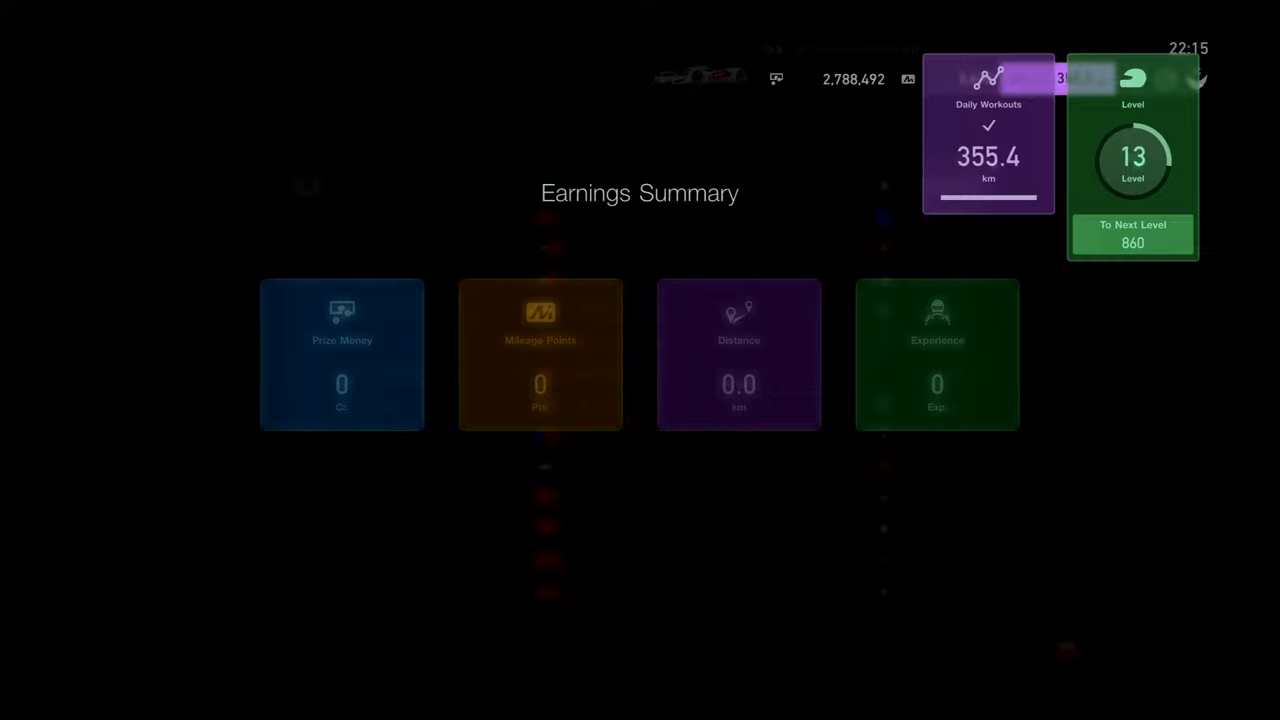 22:15
2,788,492
Daily Workouts
355.4
km
Level
13
Level
To Next Level
860
Earnings Summary
Prize Money
0
Cr.
Mileage Points
0
Pts.
Distance
0.0
km
Experience
0
Exp.